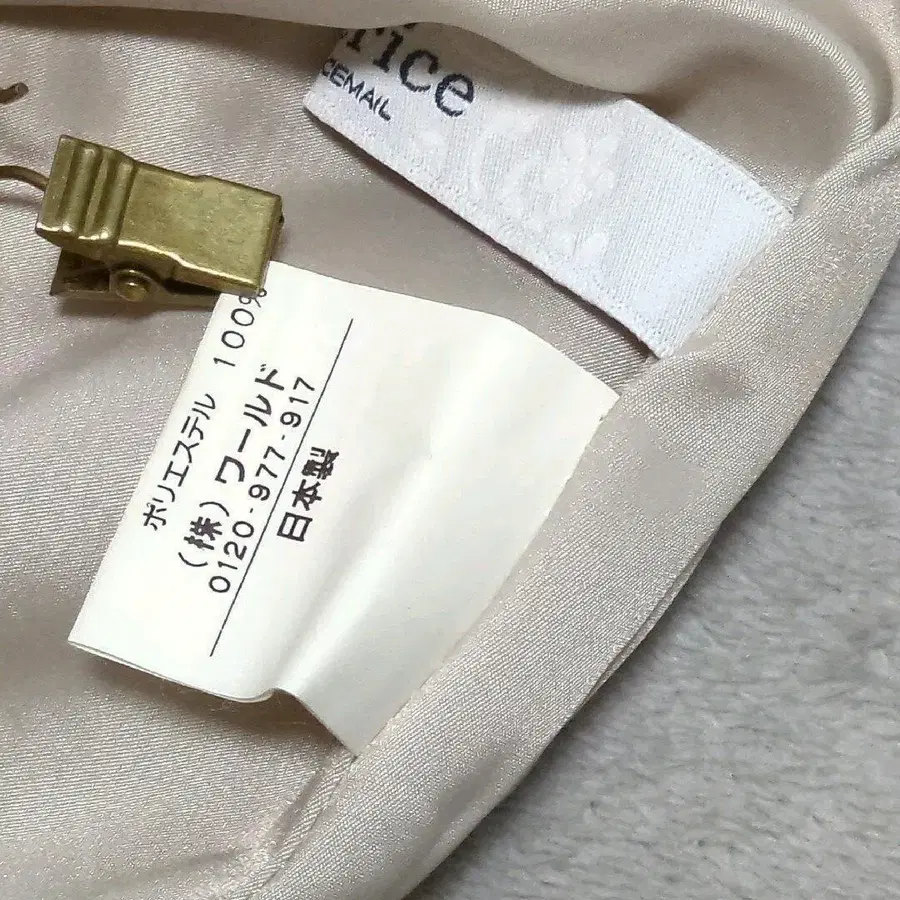 rice
CEMAIL
ポリエステル 100%
（株）ワールド
0120-977-917
日本製